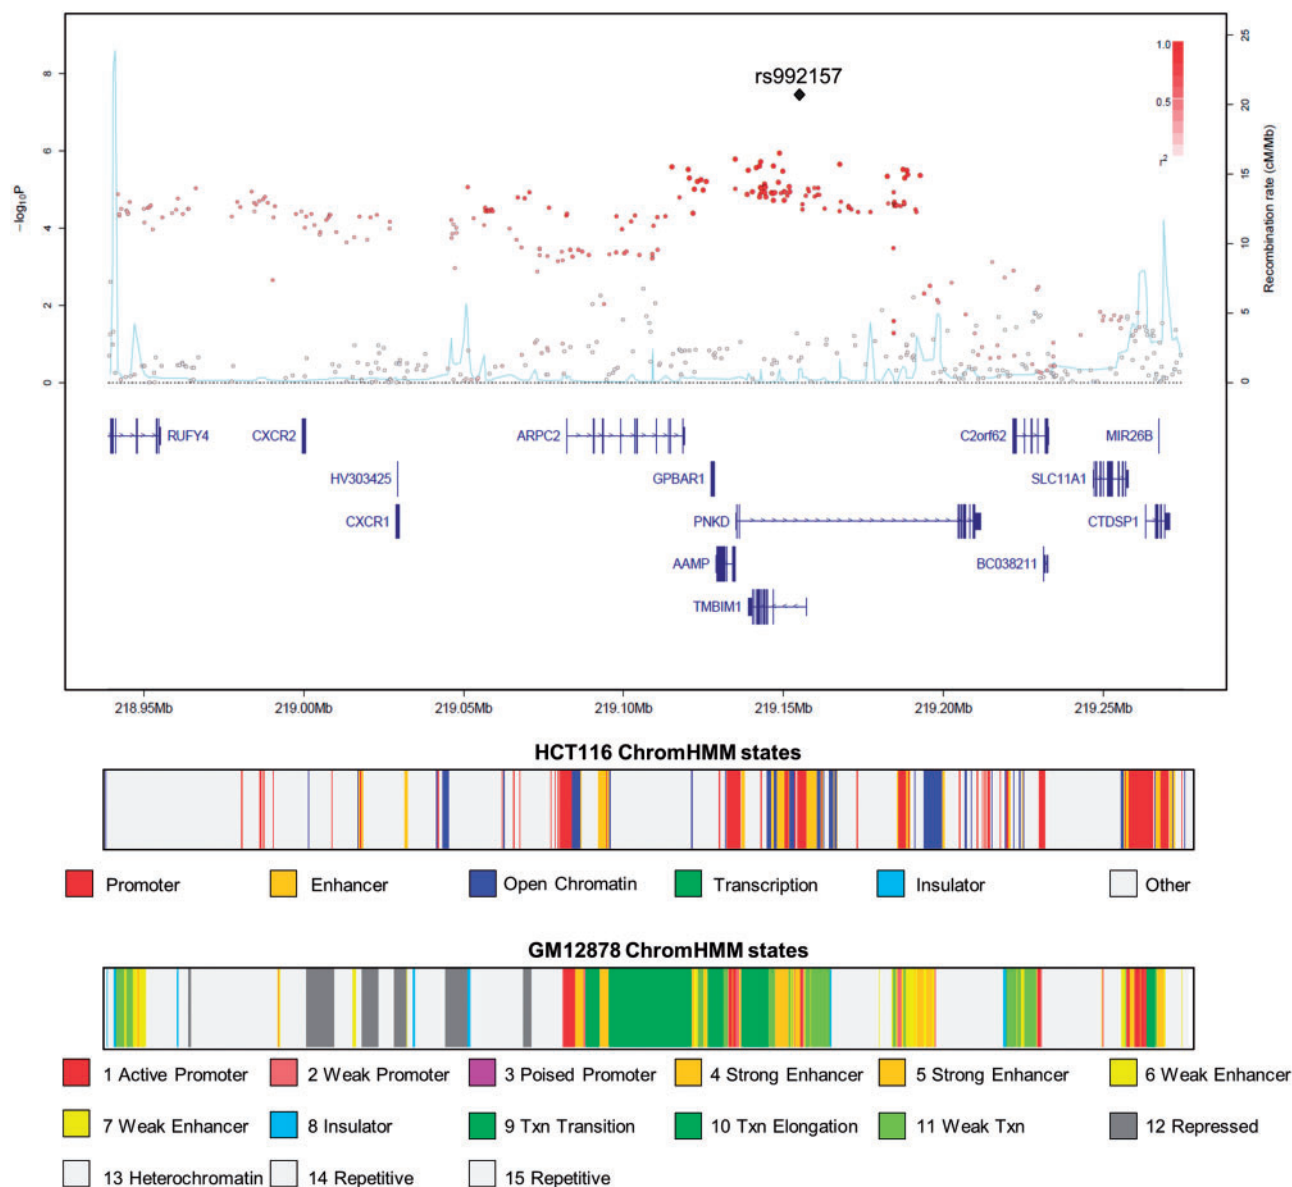 rs992157
1.0
0.5
r2
8
6
4
2
0
-log10P
25
20
15
10
5
0
Recombination rate (cM/Mb)
RUFY4
CXCR2
ARPC2
C2orf62
MIR26B
HV303425
GPBAR1
SLC11A1
CXCR1
PNKD
CTDSP1
AAMP
BC038211
TMBIM1
218.95Mb 219.00Mb 219.05Mb 219.10Mb 219.15Mb 219.20Mb 219.25Mb
HCT116 ChromHMM states
Promoter Enhancer Open Chromatin Transcription Insulator Other
GM12878 ChromHMM states
1 Active Promoter 2 Weak Promoter 3 Poised Promoter 4 Strong Enhancer 5 Strong Enhancer 6 Weak Enhancer
7 Weak Enhancer 8 Insulator 9 Txn Transition 10 Txn Elongation 11 Weak Txn 12 Repressed
13 Heterochromatin 14 Repetitive 15 Repetitive